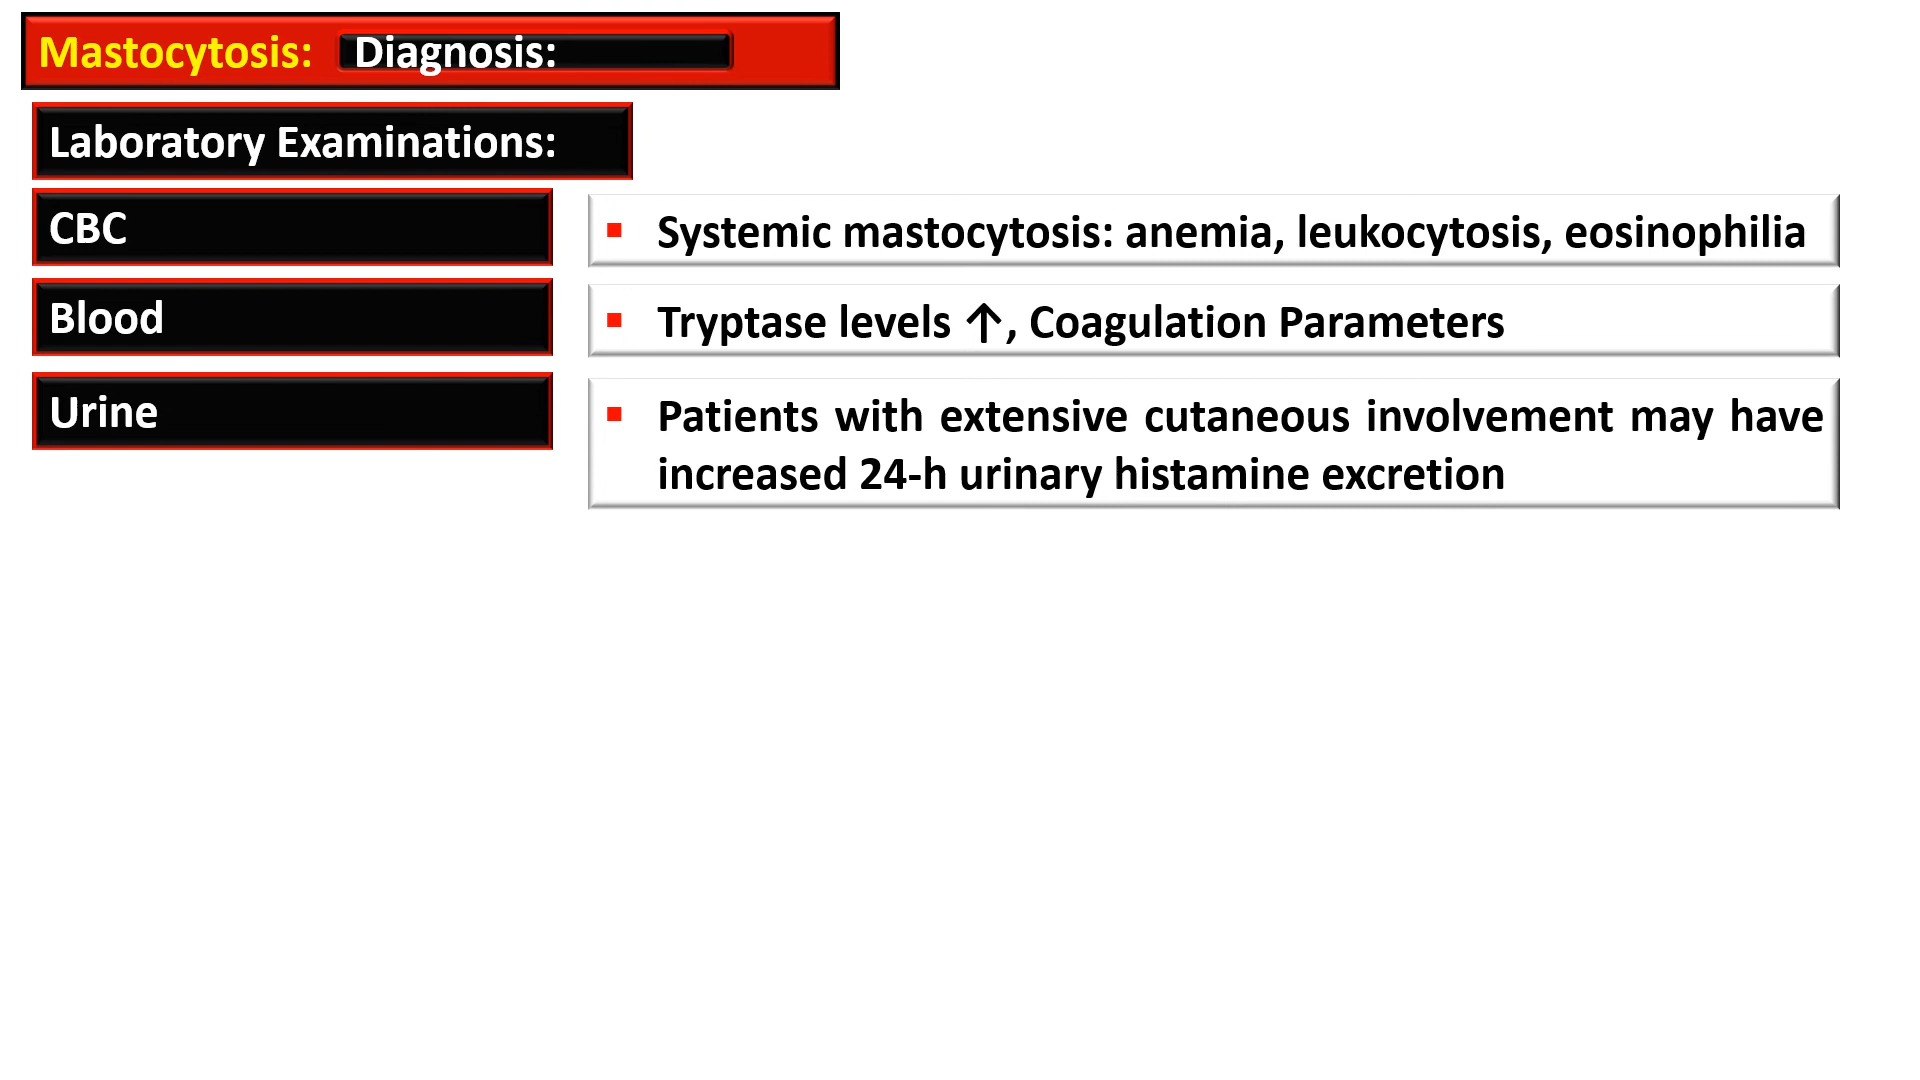 Mastocytosis: Diagnosis:
Laboratory Examinations:
CBC
▪ Systemic mastocytosis: anemia, leukocytosis, eosinophilia
Blood
▪ Tryptase levels ↑, Coagulation Parameters
Urine
▪ Patients with extensive cutaneous involvement may have
increased 24-h urinary histamine excretion